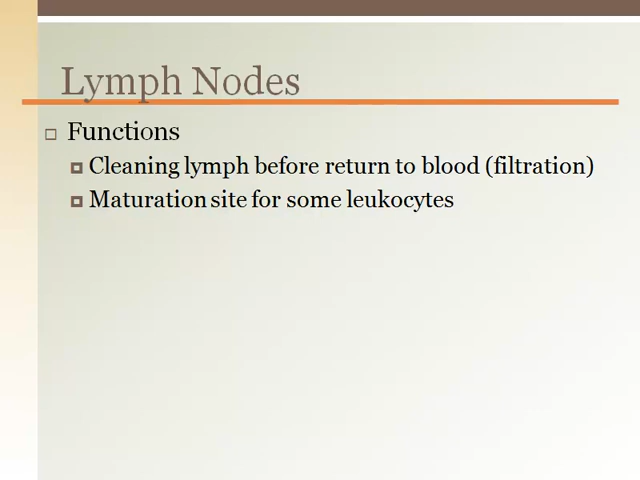 Lymph Nodes
Functions
Cleaning lymph before return to blood (filtration)
Maturation site for some leukocytes